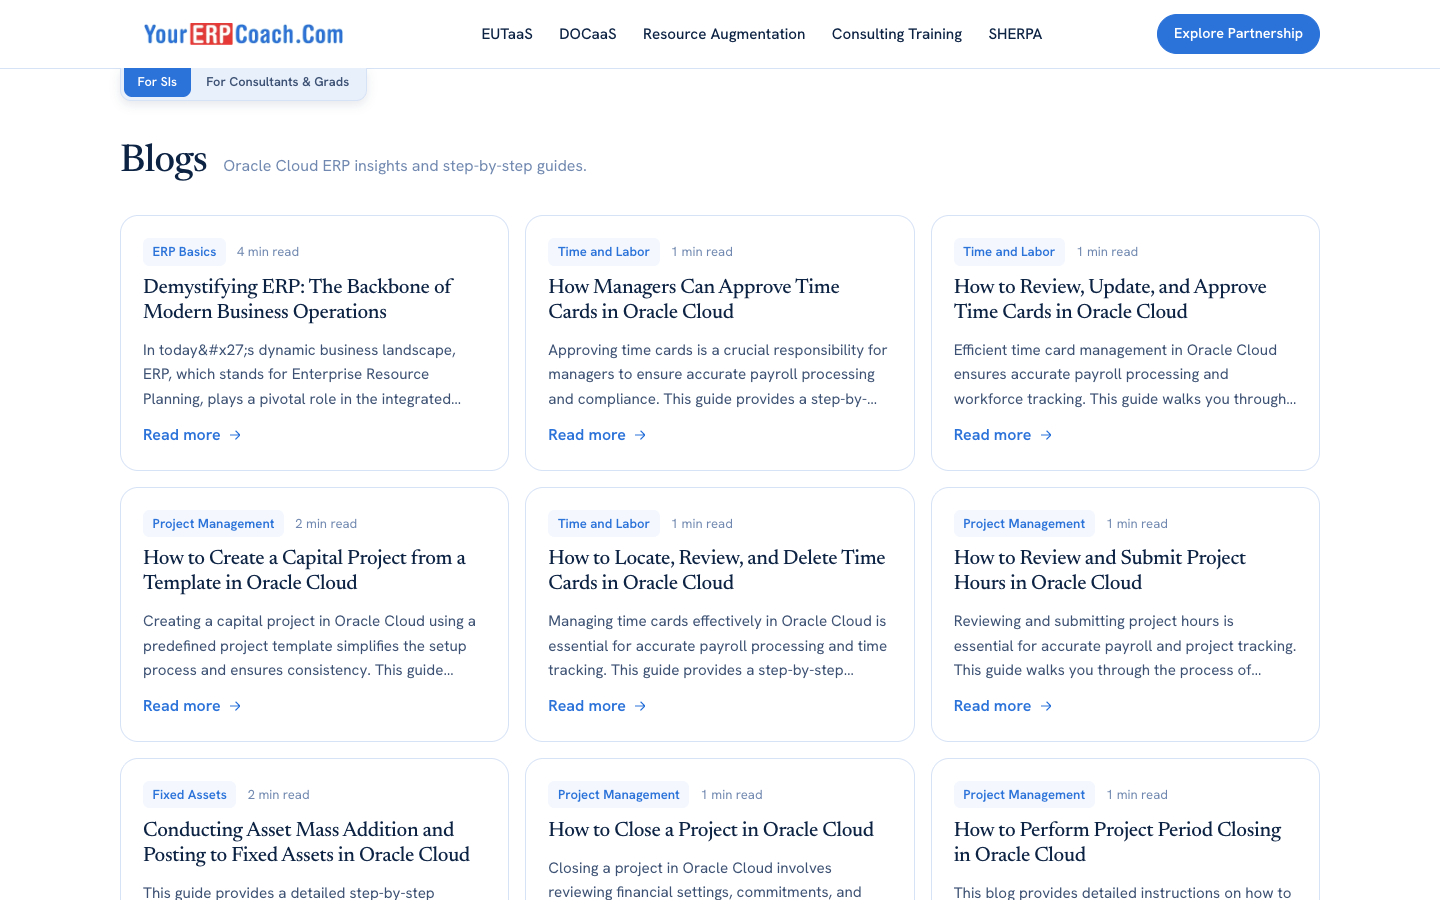 YourERPCoach.Com
EUTaaS
DOCaaS
Resource Augmentation
Consulting Training
SHERPA
Explore Partnership
For SIs
For Consultants & Grads
Blogs
Oracle Cloud ERP insights and step-by-step guides.
ERP Basics
4 min read
Demystifying ERP: The Backbone of
Modern Business Operations
In today&#x27;s dynamic business landscape,
ERP, which stands for Enterprise Resource
Planning, plays a pivotal role in the integrated...
Read more →
Time and Labor
1 min read
How Managers Can Approve Time
Cards in Oracle Cloud
Approving time cards is a crucial responsibility for
managers to ensure accurate payroll processing
and compliance. This guide provides a step-by-...
Read more →
Time and Labor
1 min read
How to Review, Update, and Approve
Time Cards in Oracle Cloud
Efficient time card management in Oracle Cloud
ensures accurate payroll processing and
workforce tracking. This guide walks you through...
Read more →
Project Management
2 min read
How to Create a Capital Project from a
Template in Oracle Cloud
Creating a capital project in Oracle Cloud using a
predefined project template simplifies the setup
process and ensures consistency. This guide...
Read more →
Time and Labor
1 min read
How to Locate, Review, and Delete Time
Cards in Oracle Cloud
Managing time cards effectively in Oracle Cloud is
essential for accurate payroll processing and time
tracking. This guide provides a step-by-step...
Read more →
Project Management
1 min read
How to Review and Submit Project
Hours in Oracle Cloud
Reviewing and submitting project hours is
essential for accurate payroll and project tracking.
This guide walks you through the process of...
Read more →
Fixed Assets
2 min read
Conducting Asset Mass Addition and
Posting to Fixed Assets in Oracle Cloud
This guide provides a detailed step-by-step
Project Management
1 min read
How to Close a Project in Oracle Cloud
Closing a project in Oracle Cloud involves
reviewing financial settings, commitments, and
Project Management
1 min read
How to Perform Project Period Closing
in Oracle Cloud
This blog provides detailed instructions on how to